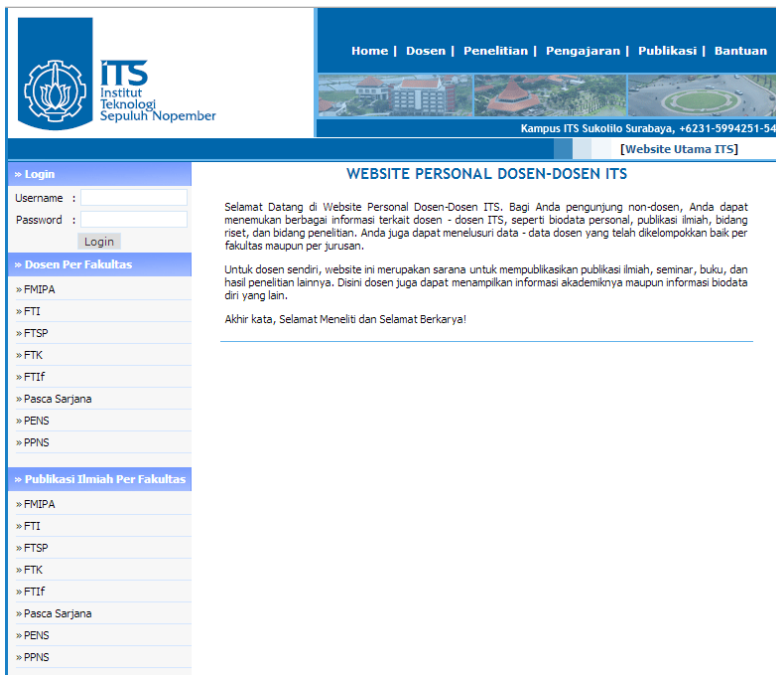 ITS
Institut
Teknologi
Sepuluh Nopember
Home | Dosen | Penelitian | Pengajaran | Publikasi | Bantuan
Kampus ITS Sukolilo Surabaya, +6231-5994251-54
[Website Utama ITS]
» Login
Username :
Password :
Login
» Dosen Per Fakultas
» FMIPA
» FTI
» FTSP
» FTK
» FTIf
» Pasca Sarjana
» PENS
» PPNS
» Publikasi Ilmiah Per Fakultas
» FMIPA
» FTI
» FTSP
» FTK
» FTIf
» Pasca Sarjana
» PENS
» PPNS
WEBSITE PERSONAL DOSEN-DOSEN ITS
Selamat Datang di Website Personal Dosen-Dosen ITS. Bagi Anda pengunjung non-dosen, Anda dapat
menemukan berbagai informasi terkait dosen - dosen ITS, seperti biodata personal, publikasi ilmiah, bidang
riset, dan bidang penelitian. Anda juga dapat menelusuri data - data dosen yang telah dikelompokkan baik per
fakultas maupun per jurusan.
Untuk dosen sendiri, website ini merupakan sarana untuk mempublikasikan publikasi ilmiah, seminar, buku, dan
hasil penelitian lainnya. Disini dosen juga dapat menampilkan informasi akademiknya maupun informasi biodata
diri yang lain.
Akhir kata, Selamat Meneliti dan Selamat Berkarya!